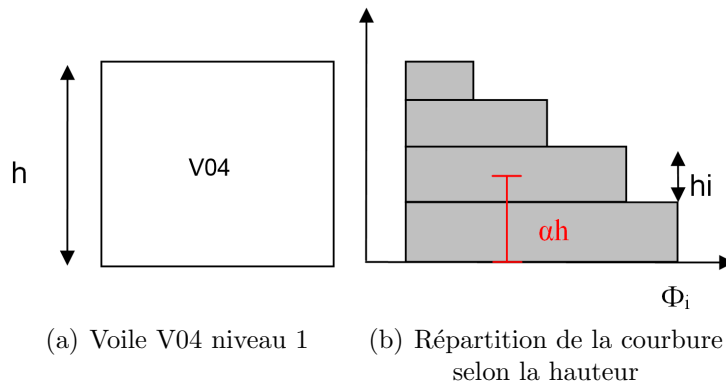 h
V04
hi
αh
Φi
(a) Voile V04 niveau 1
(b) Répartition de la courbure
selon la hauteur